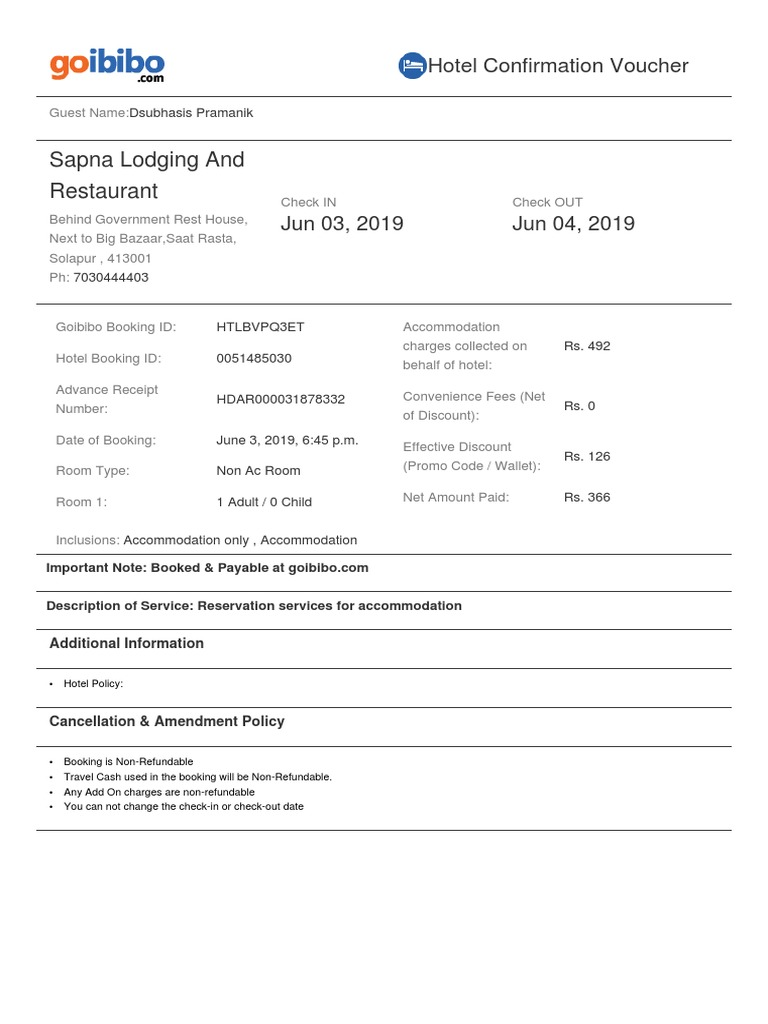 goibibo.com
Hotel Confirmation Voucher
Guest Name:Dsubhasis Pramanik
Sapna Lodging And
Restaurant
Behind Government Rest House,
Next to Big Bazaar,Saat Rasta,
Solapur , 413001
Ph: 7030444403
Check IN
Jun 03, 2019
Check OUT
Jun 04, 2019
Goibibo Booking ID: HTLBVPQ3ET
Hotel Booking ID: 0051485030
Advance Receipt
Number:
HDAR000031878332
Date of Booking: June 3, 2019, 6:45 p.m.
Room Type: Non Ac Room
Room 1: 1 Adult / 0 Child
Accommodation
charges collected on
behalf of hotel:
Rs. 492
Convenience Fees (Net
of Discount):
Rs. 0
Effective Discount
(Promo Code / Wallet):
Rs. 126
Net Amount Paid: Rs. 366
Inclusions: Accommodation only , Accommodation
Important Note: Booked & Payable at goibibo.com
Description of Service: Reservation services for accommodation
Additional Information
• Hotel Policy:
Cancellation & Amendment Policy
• Booking is Non-Refundable
• Travel Cash used in the booking will be Non-Refundable.
• Any Add On charges are non-refundable
• You can not change the check-in or check-out date